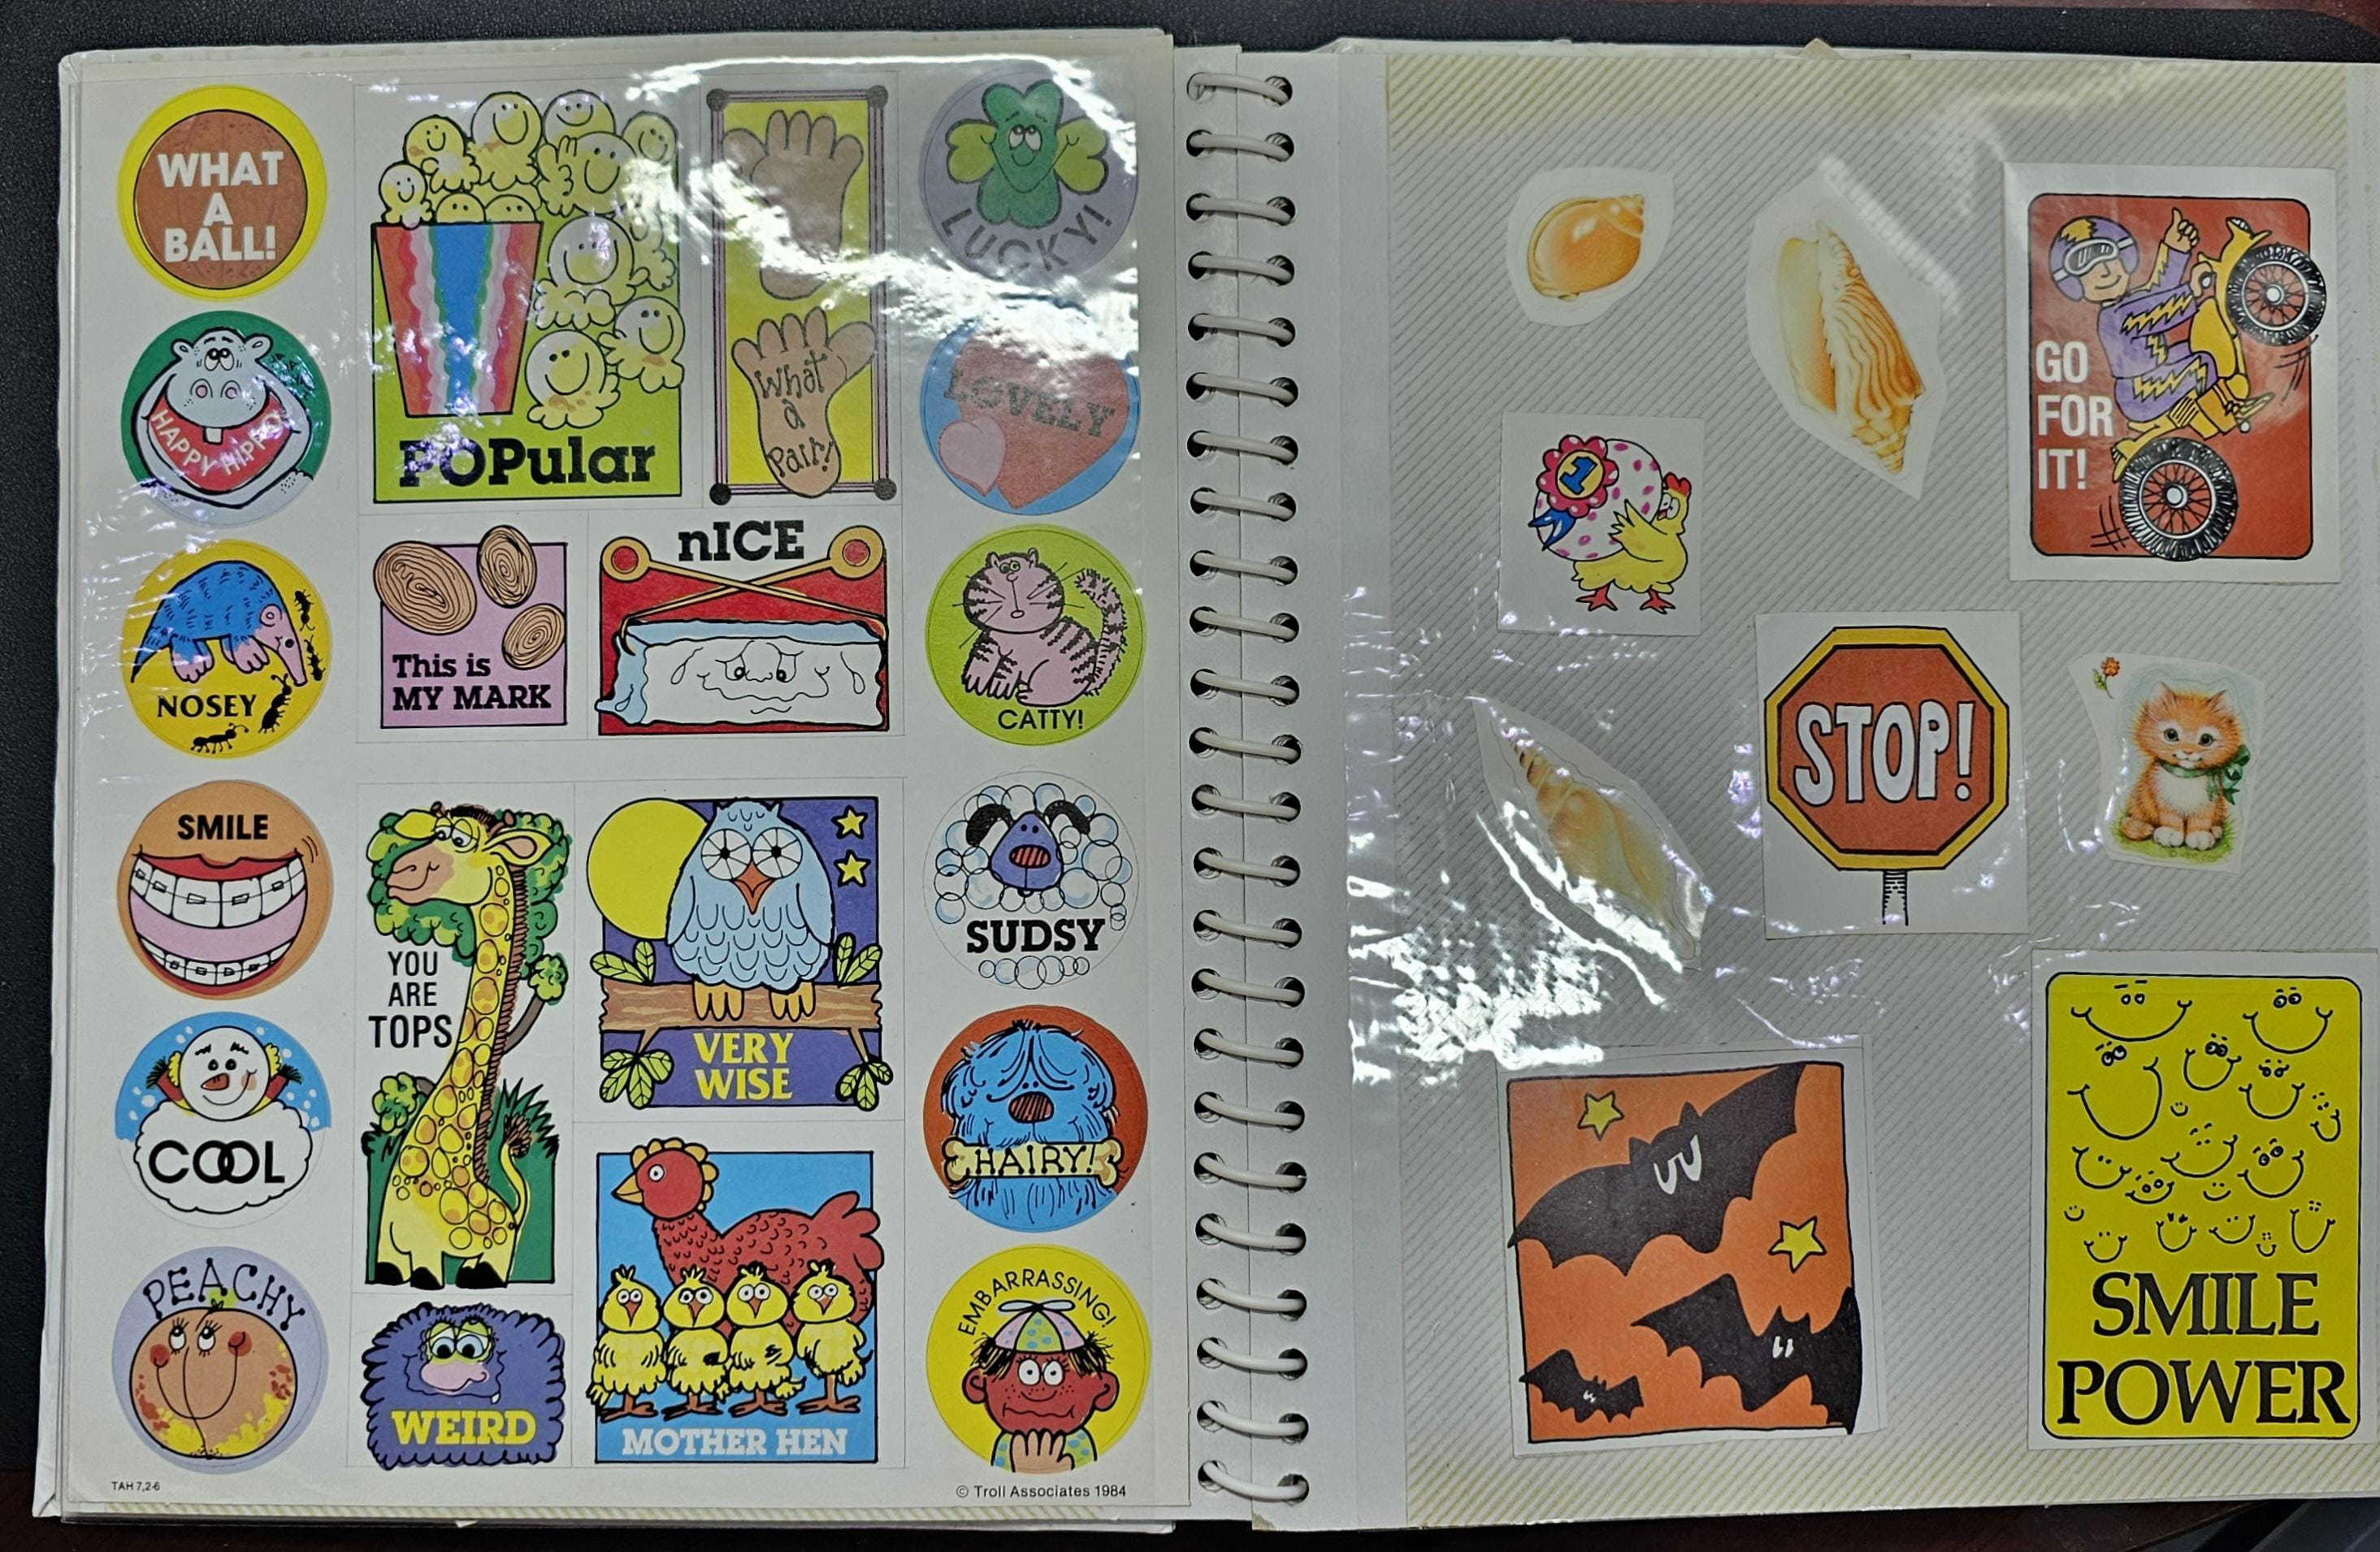 WHAT
A
BALL!
POPular
What
a
Pair!
LUCKY!
HAPPY HIPPO
LOVELY
NOSEY
This is
MY MARK
nICE
CATTY!
SMILE
YOU
ARE
TOPS
VERY
WISE
SUDSY
COOL
HAIRY!
PEACHY
WEIRD
MOTHER HEN
EMBARRASSING!
TAH 7,2-6
© Troll Associates 1984
GO
FOR
IT!
1
STOP!
SMILE
POWER